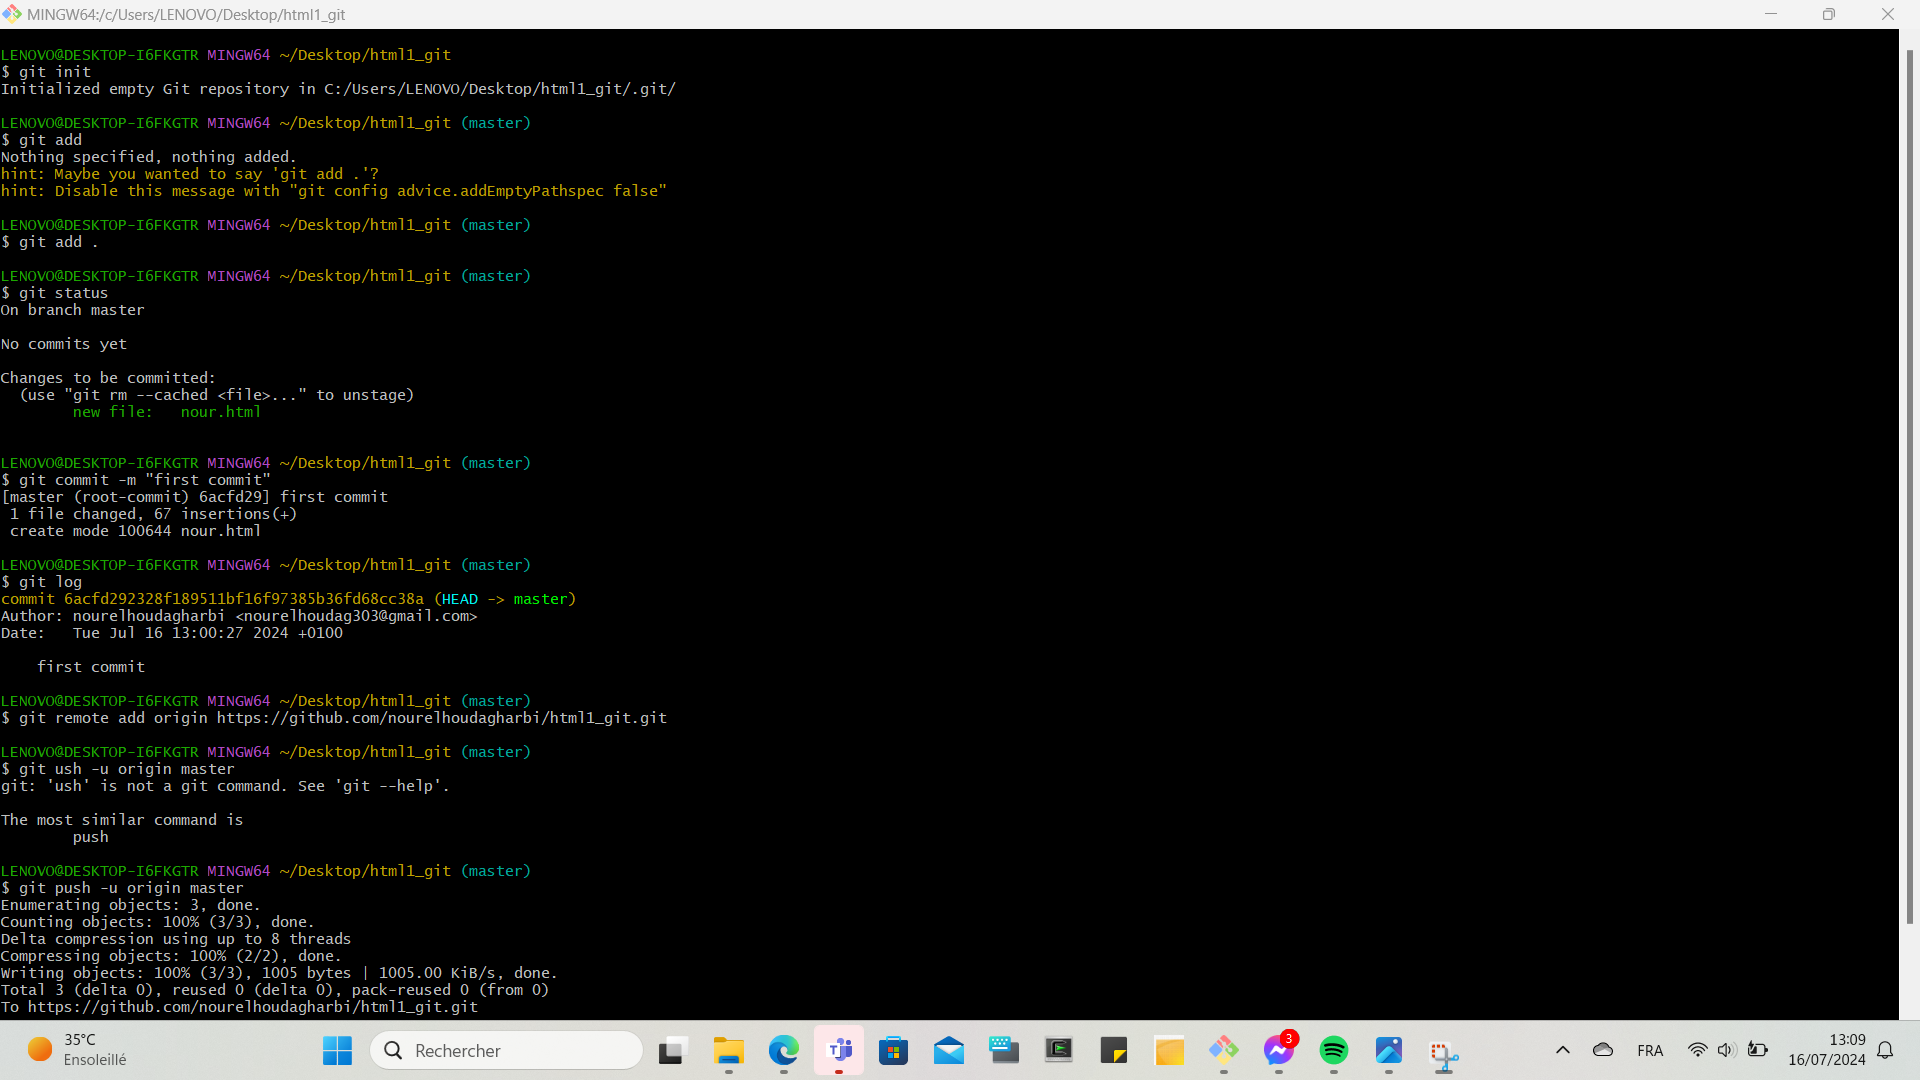 MINGW64:/c/Users/LENOVO/Desktop/html1_git
LENOVO@DESKTOP-I6FKGTR MINGW64 ~/Desktop/html1_git
$ git init
Initialized empty Git repository in C:/Users/LENOVO/Desktop/html1_git/.git/
LENOVO@DESKTOP-I6FKGTR MINGW64 ~/Desktop/html1_git (master)
$ git add
Nothing specified, nothing added.
hint: Maybe you wanted to say 'git add .'?
hint: Disable this message with "git config advice.addEmptyPathspec false"
LENOVO@DESKTOP-I6FKGTR MINGW64 ~/Desktop/html1_git (master)
$ git add .
LENOVO@DESKTOP-I6FKGTR MINGW64 ~/Desktop/html1_git (master)
$ git status
On branch master
No commits yet
Changes to be committed:
  (use "git rm --cached <file>..." to unstage)
        new file:   nour.html
LENOVO@DESKTOP-I6FKGTR MINGW64 ~/Desktop/html1_git (master)
$ git commit -m "first commit"
[master (root-commit) 6acfd29] first commit
 1 file changed, 67 insertions(+)
 create mode 100644 nour.html
LENOVO@DESKTOP-I6FKGTR MINGW64 ~/Desktop/html1_git (master)
$ git log
commit 6acfd292328f189511bf16f97385b36fd68cc38a (HEAD -> master)
Author: nourelhoudagharbi <nourelhoudag303@gmail.com>
Date:   Tue Jul 16 13:00:27 2024 +0100
    first commit
LENOVO@DESKTOP-I6FKGTR MINGW64 ~/Desktop/html1_git (master)
$ git remote add origin https://github.com/nourelhoudagharbi/html1_git.git
LENOVO@DESKTOP-I6FKGTR MINGW64 ~/Desktop/html1_git (master)
$ git ush -u origin master
git: 'ush' is not a git command. See 'git --help'.
The most similar command is
        push
LENOVO@DESKTOP-I6FKGTR MINGW64 ~/Desktop/html1_git (master)
$ git push -u origin master
Enumerating objects: 3, done.
Counting objects: 100% (3/3), done.
Delta compression using up to 8 threads
Compressing objects: 100% (2/2), done.
Writing objects: 100% (3/3), 1005 bytes | 1005.00 KiB/s, done.
Total 3 (delta 0), reused 0 (delta 0), pack-reused 0 (from 0)
To https://github.com/nourelhoudagharbi/html1_git.git
35°C
Ensoleillé
Rechercher
3
FRA
13:09
16/07/2024